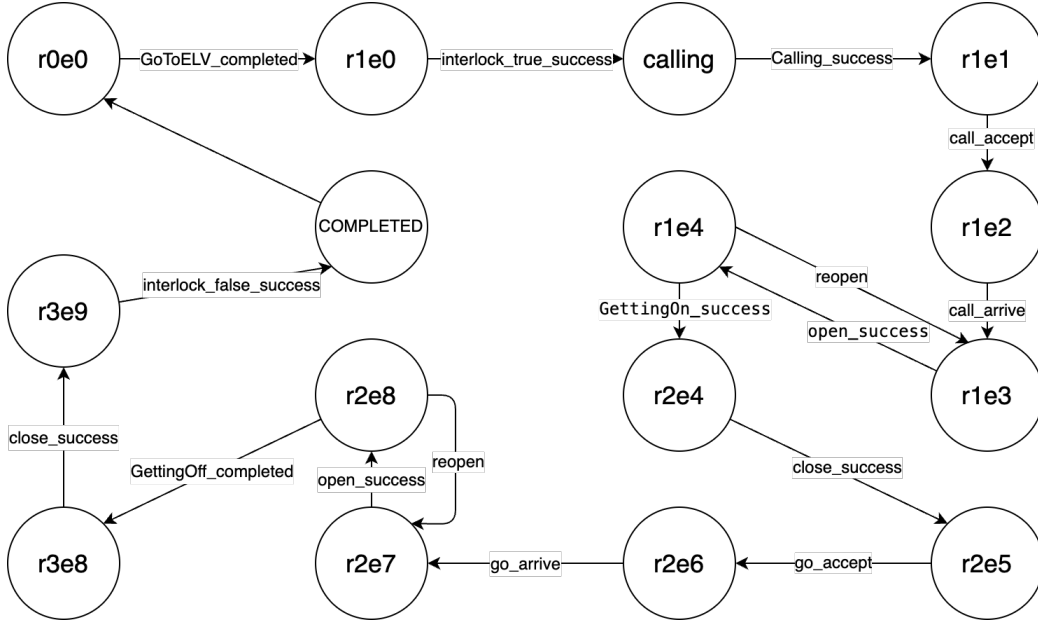 r0e0
GoToELV_completed
r1e0
interlock_true_success
calling
Calling_success
r1e1
call_accept
COMPLETED
r1e4
r1e2
reopen
interlock_false_success
r3e9
GettingOn_success
call_arrive
open_success
r2e8
r2e4
r1e3
close_success
GettingOff_completed
reopen
open_success
close_success
r3e8
r2e7
go_arrive
r2e6
go_accept
r2e5